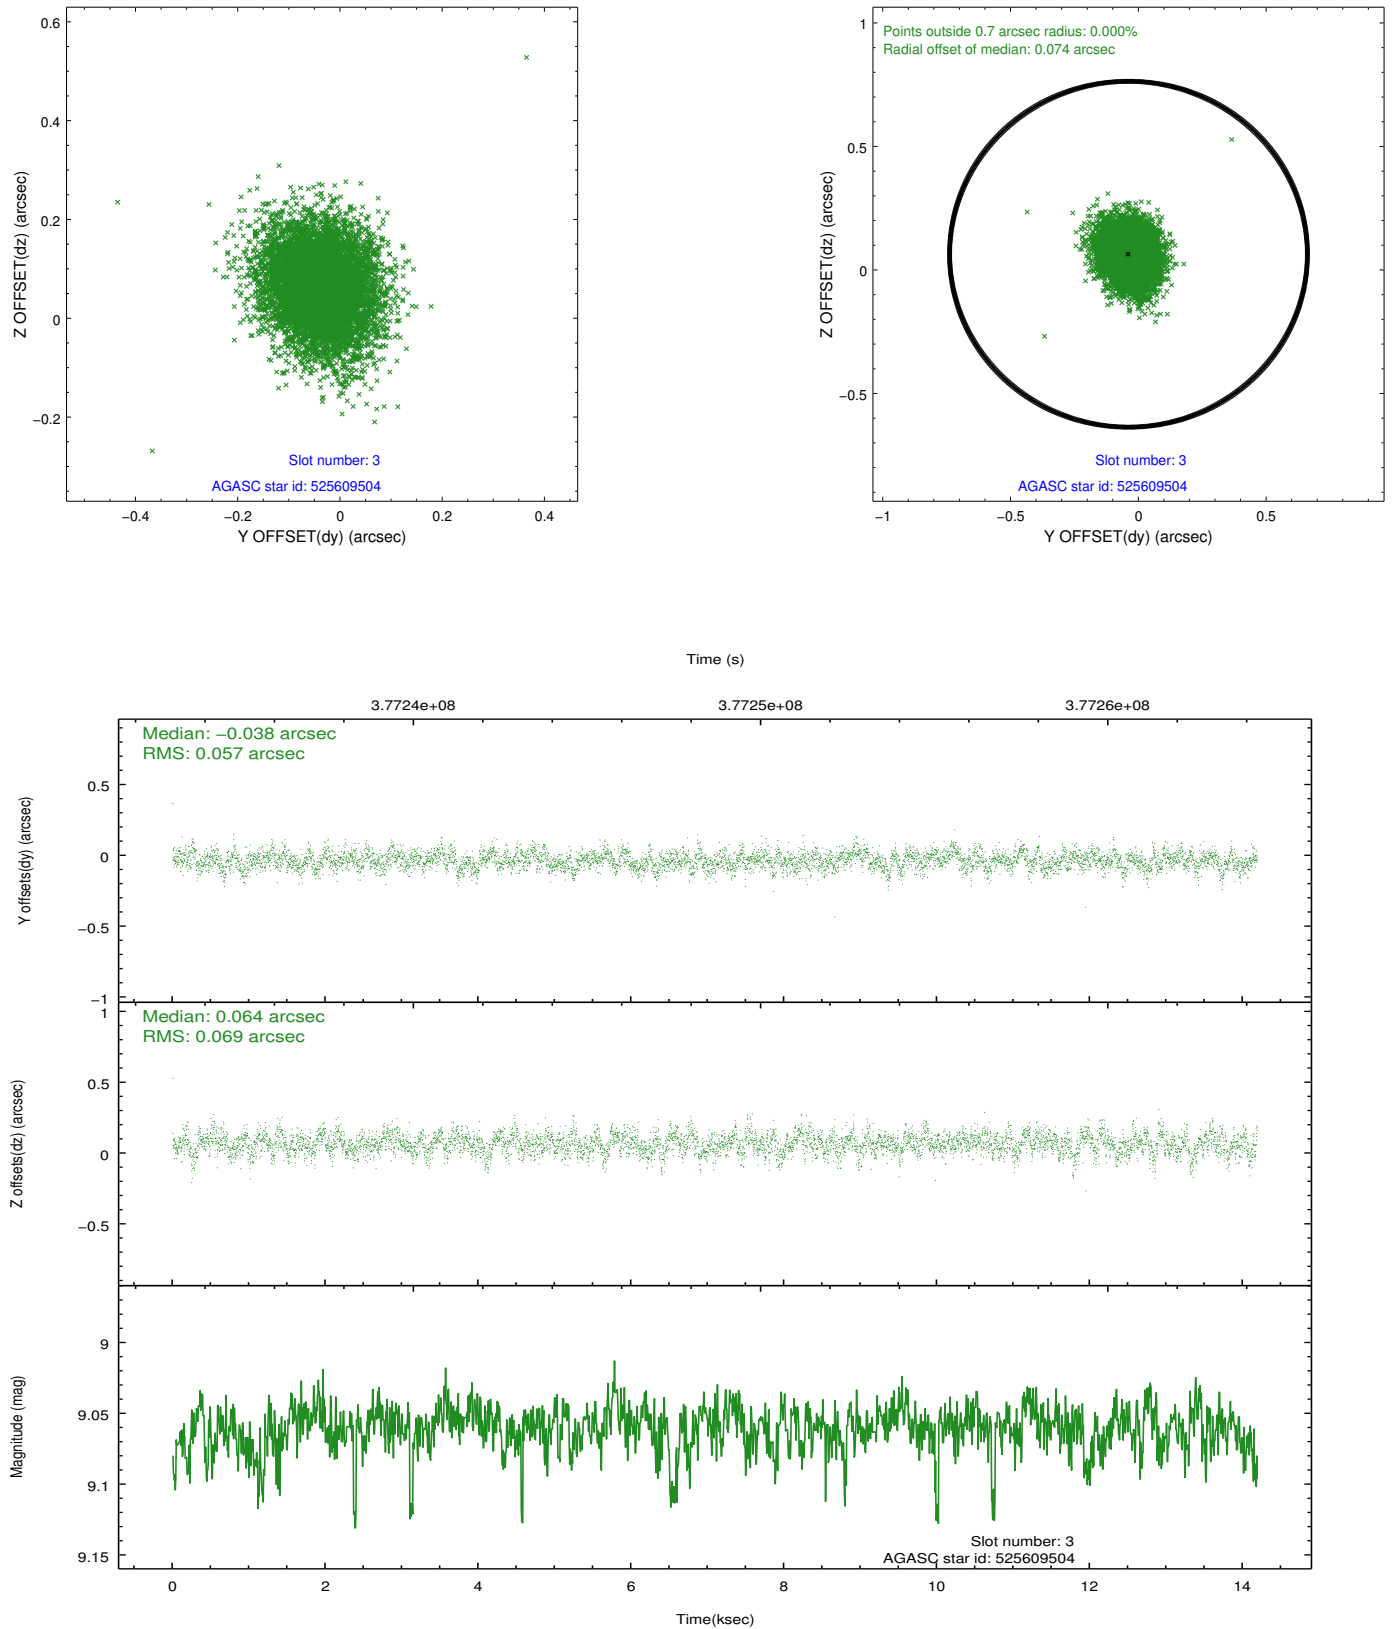 0.6
0.4
0.2
0
−0.2
Z OFFSET(dz) (arcsec)
Slot number: 3
AGASC star id: 525609504
−0.4 −0.2 0 0.2 0.4
Y OFFSET(dy) (arcsec)
Points outside 0.7 arcsec radius: 0.000%
Radial offset of median: 0.074 arcsec
1
0.5
0
−0.5
Z OFFSET(dz) (arcsec)
Slot number: 3
AGASC star id: 525609504
−1 −0.5 0 0.5
Y OFFSET(dy) (arcsec)
Time (s)
3.7724e+08 3.7725e+08 3.7726e+08
Median: −0.038 arcsec
RMS: 0.057 arcsec
0.5
0
−0.5
−1
Y offsets(dy) (arcsec)
Median: 0.064 arcsec
RMS: 0.069 arcsec
1
0.5
0
−0.5
Z offsets(dz) (arcsec)
9
9.05
9.1
9.15
Magnitude (mag)
Slot number: 3
AGASC star id: 525609504
0 2 4 6 8 10 12 14
Time(ksec)